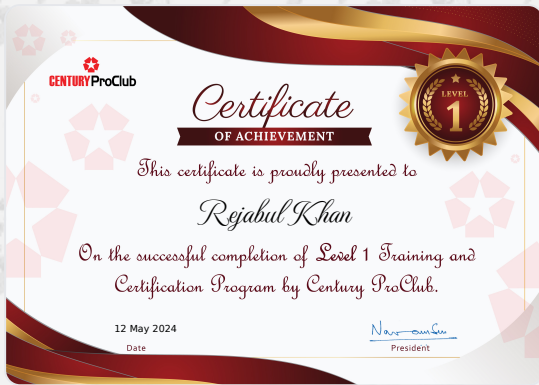 CENTURY ProClub
LEVEL
1
Certificate
OF ACHIEVEMENT
This certificate is proudly presented to
Rejabul Khan
On the successful completion of Level 1 Training and
Certification Program by Century ProClub.
12 May 2024
Date
President